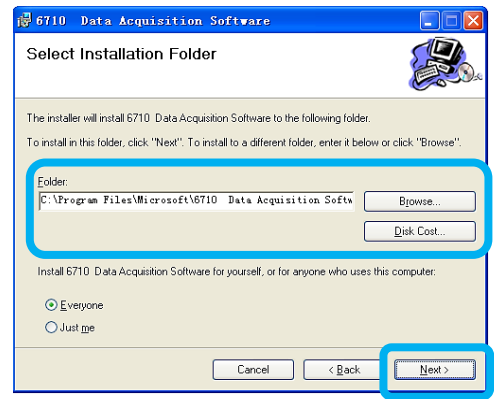 6710 Data Acquisition Software
Select Installation Folder
The installer will install 6710 Data Acquisition Software to the following folder.
To install in this folder, click "Next". To install to a different folder, enter it below or click "Browse".
Folder:
C:\Program Files\Microsoft\6710 Data Acquisition Softw
Browse...
Disk Cost...
Install 6710 Data Acquisition Software for yourself, or for anyone who uses this computer:
Everyone
Just me
Cancel
< Back
Next >